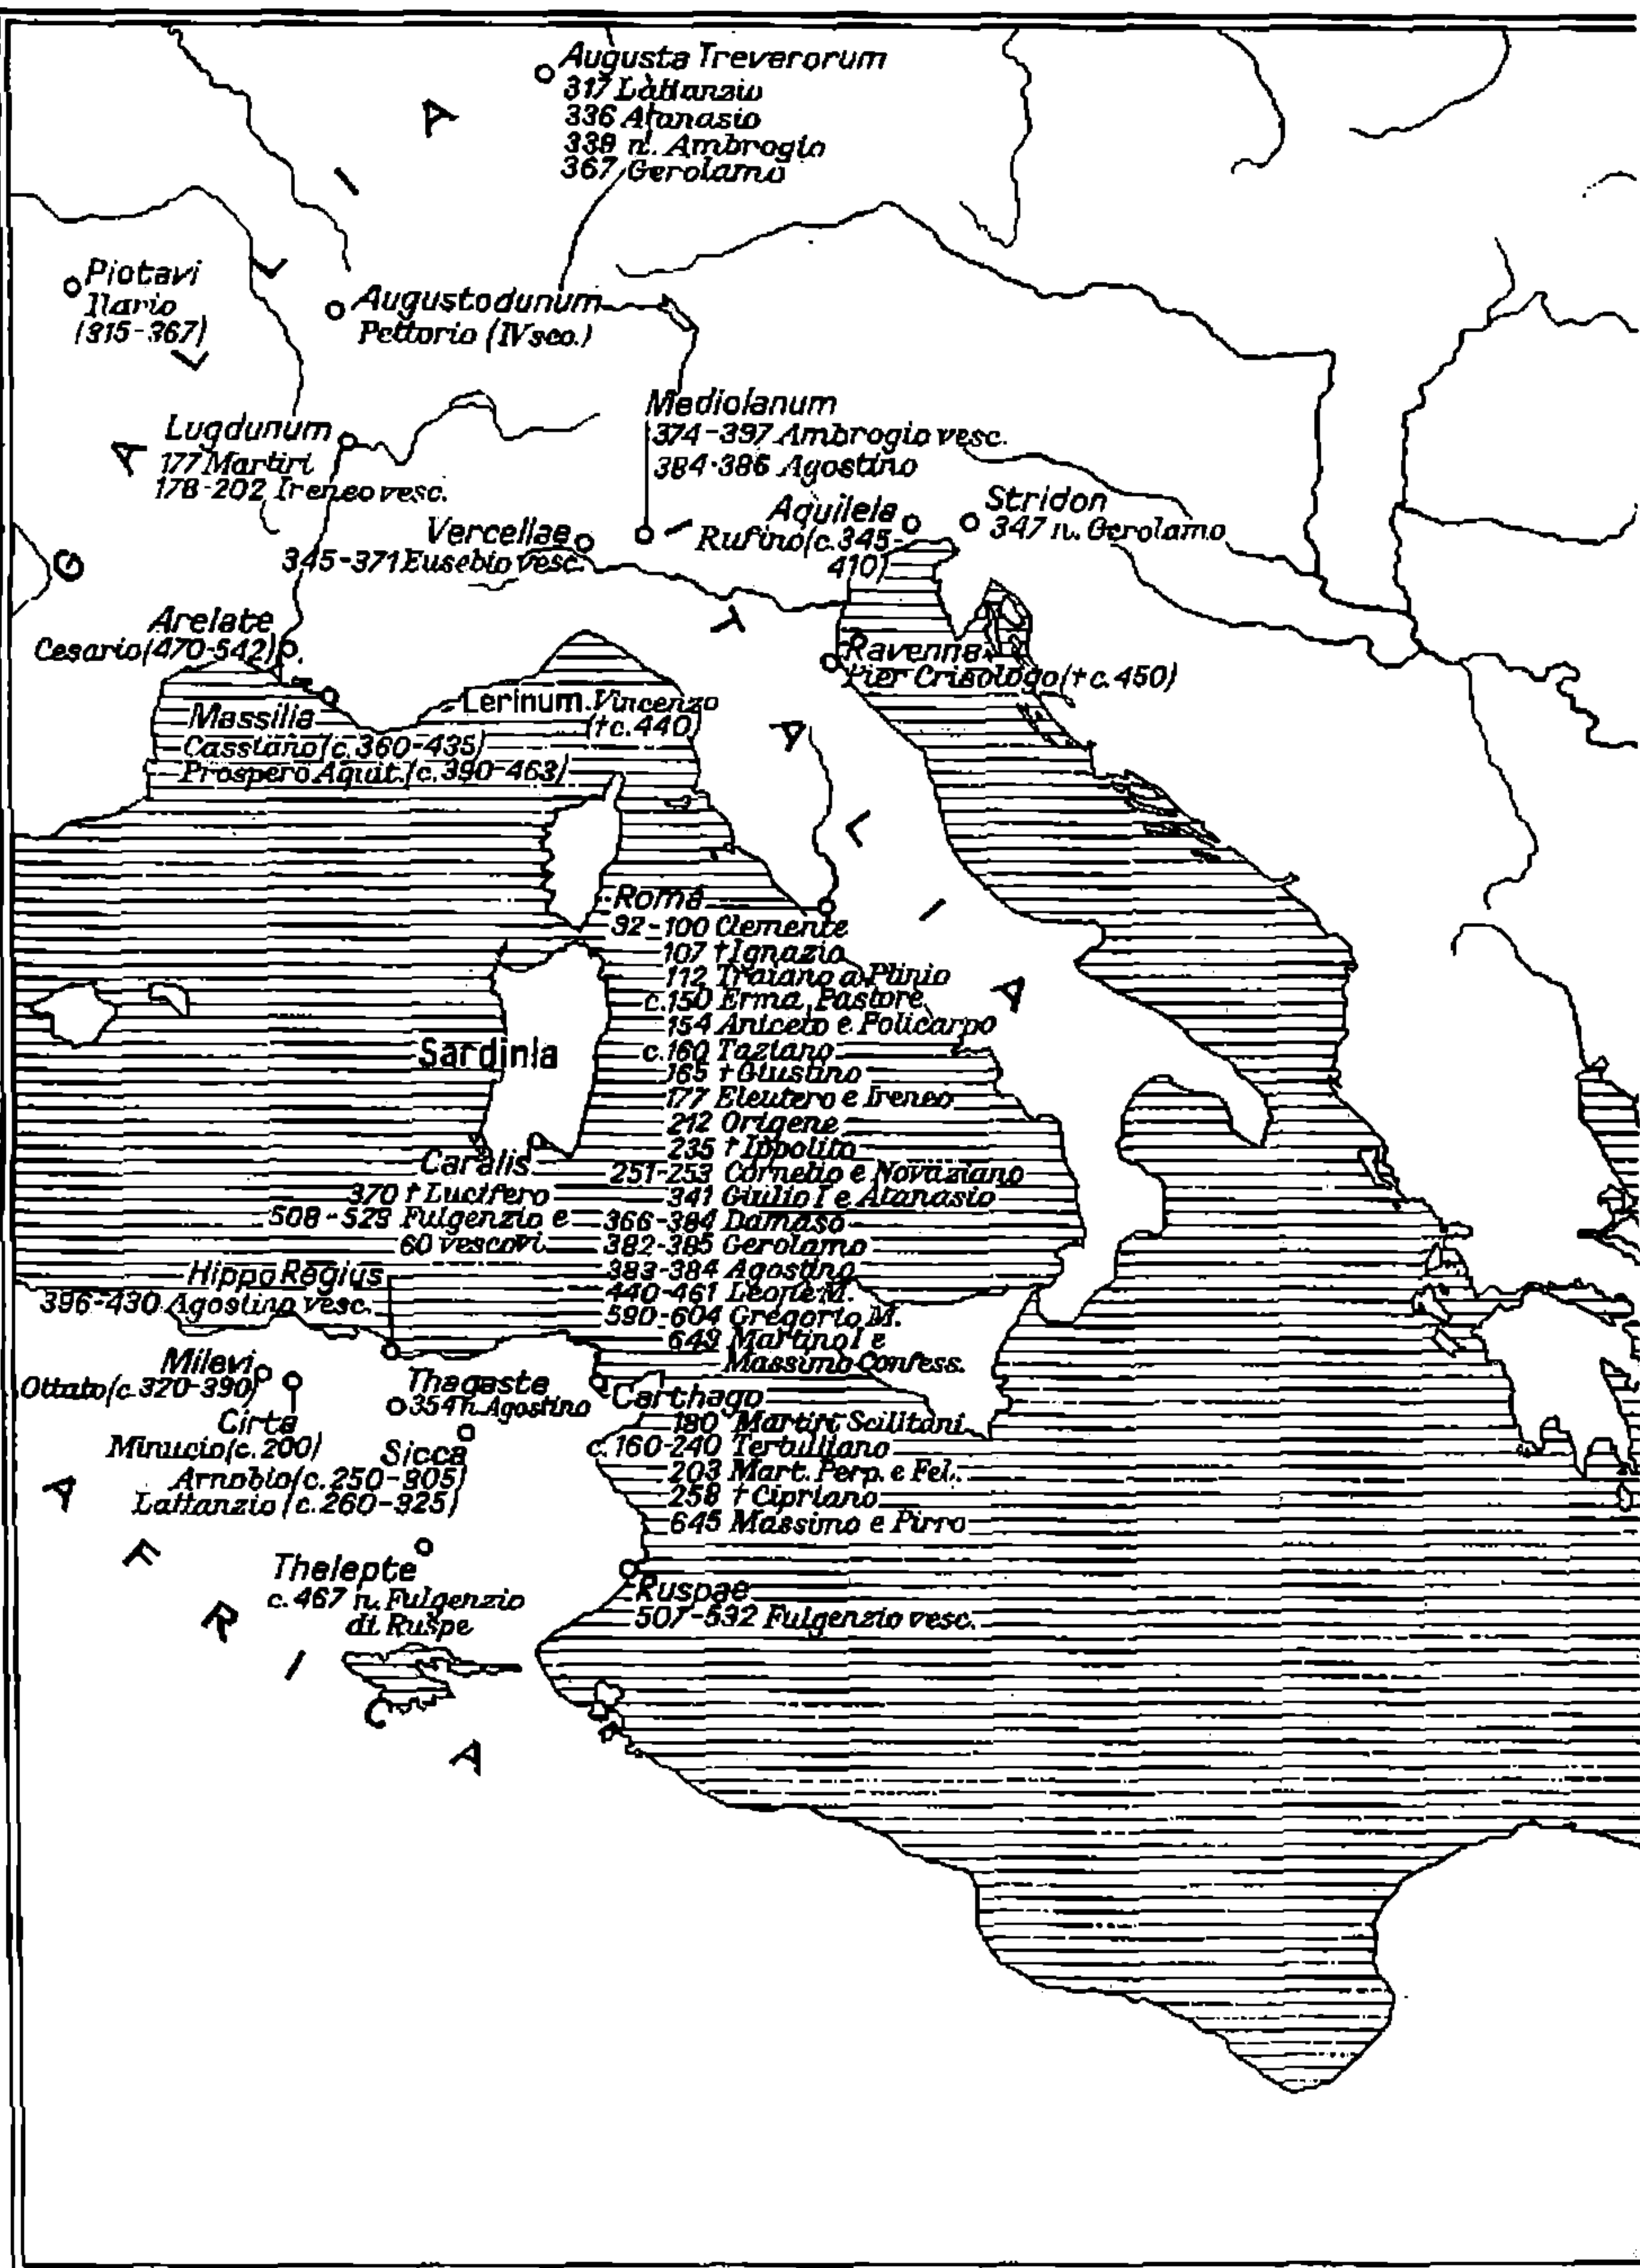 Augusta Treverorum
317 Lattanzio
336 Atanasio
339 n. Ambrogio
367 Gerolamo
GALLIA
Piotavi
Ilario
(315-367)
Augustodunum
Pettorio (IV sec.)
Mediolanum
374-397 Ambrogio vesc.
384-386 Agostino
Lugdunum
177 Martiri
178-202 Ireneo vesc.
Vercellae
345-371 Eusebio vesc.
Aquileia
Rufino (c.345-
410)
Stridon
347 n. Gerolamo
ITALIA
Arelate
Cesario (470-542)
Ravenna
Pier Crisologo († c. 450)
Lerinum. Vincenzo
(† c. 440)
Massilia
Cassiano (c. 360-435)
Prospero Aquit. (c. 390-463)
Roma
92-100 Clemente
107 † Ignazio
112 Traiano a Plinio
c. 150 Erma, Pastore
154 Aniceto e Policarpo
c. 160 Taziano
165 † Giustino
177 Eleutero e Ireneo
212 Origene
235 † Ippolito
251-253 Cornelio e Novaziano
341 Giulio I e Atanasio
366-384 Damaso
382-385 Gerolamo
383-384 Agostino
440-461 Leone M.
590-604 Gregorio M.
649 Martino I e
Massimo Confess.
Sardinia
Caralis
370 † Lucifero
508-523 Fulgenzio e
60 vescovi
Hippo Regius
396-430 Agostino vesc.
Milevi
Ottato (c. 320-390)
Cirta
Minucio (c. 200)
Thagaste
354 n. Agostino
Sicca
Arnobio (c. 250-305)
Lattanzio (c. 260-325)
Carthago
180 Martiri Scilitani
c. 160-240 Tertulliano
203 Mart. Perp. e Fel.
258 † Cipriano
645 Massimo e Pirro
Thelepte
c. 467 n. Fulgenzio
di Ruspe
Ruspae
507-532 Fulgenzio vesc.
AFRICA